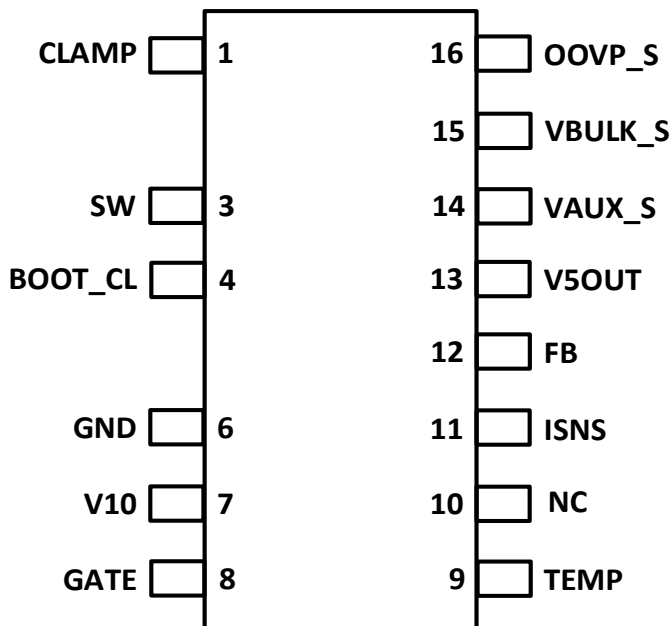 CLAMP 1 16 OOVP_S
15 VBULK_S
SW 3 14 VAUX_S
BOOT_CL 4 13 V5OUT
12 FB
GND 6 11 ISNS
V10 7 10 NC
GATE 8 9 TEMP